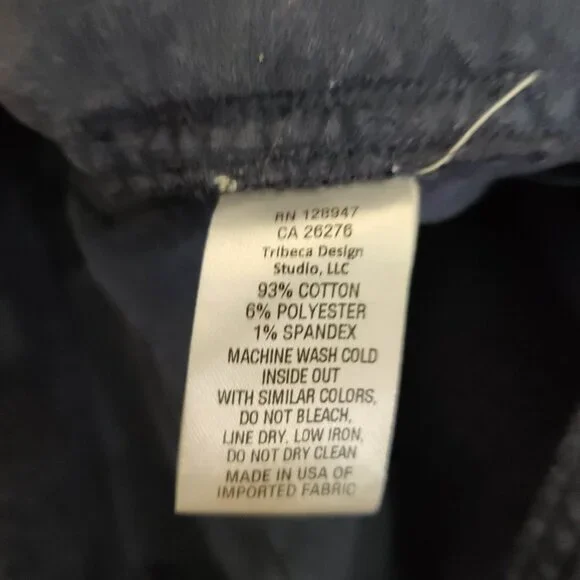 RN 128947
CA 26276
Tribeca Design
Studio, LLC
93% COTTON
6% POLYESTER
1% SPANDEX
MACHINE WASH COLD
INSIDE OUT
WITH SIMILAR COLORS,
DO NOT BLEACH,
LINE DRY, LOW IRON,
DO NOT DRY CLEAN
MADE IN USA OF
IMPORTED FABRIC